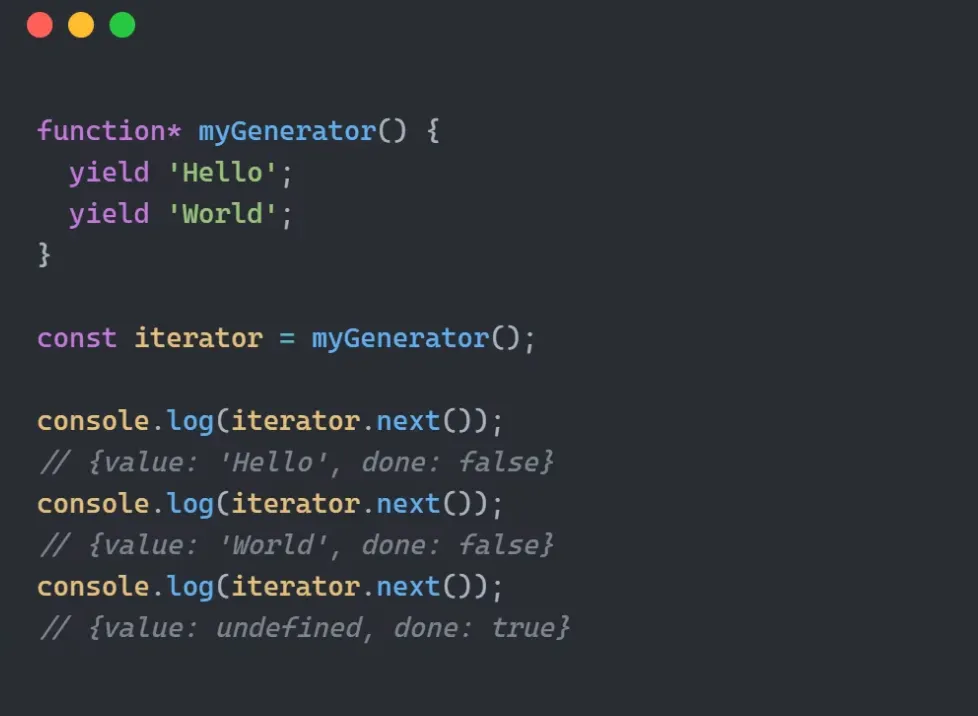 function* myGenerator() {
  yield 'Hello';
  yield 'World';
}
const iterator = myGenerator();
console.log(iterator.next());
// {value: 'Hello', done: false}
console.log(iterator.next());
// {value: 'World', done: false}
console.log(iterator.next());
// {value: undefined, done: true}